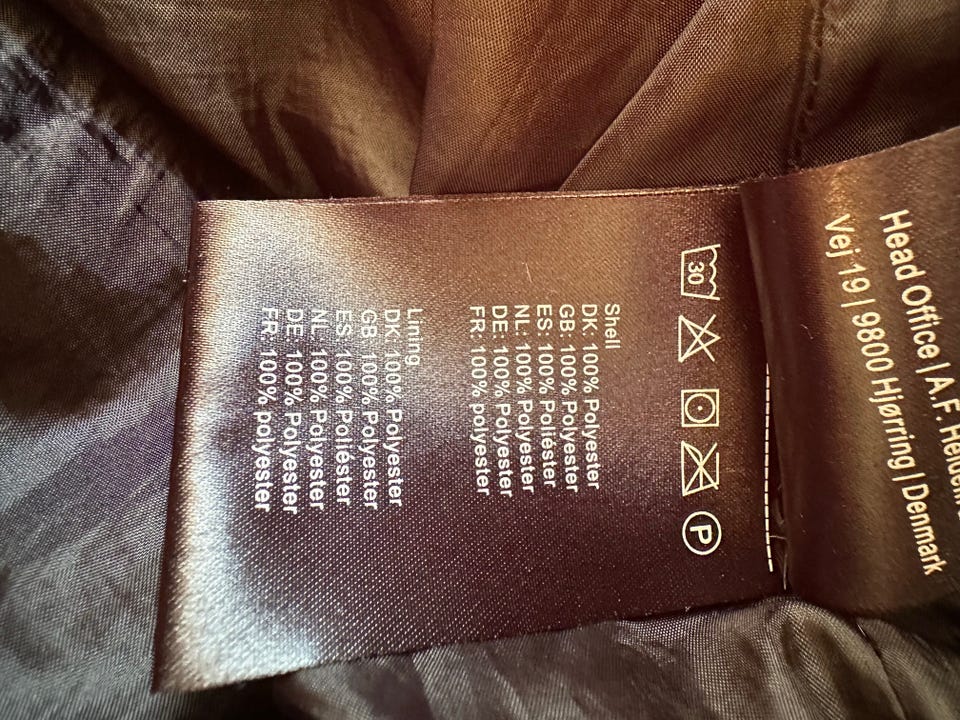 Head Office | A.F.
Vej 19 | 9800 Hjørring | Denmark
30
P
Shell
DK: 100% Polyester
GB: 100% Polyester
ES: 100% Poliéster
NL: 100% Polyester
DE: 100% Polyester
FR: 100% polyester
Lining
DK: 100% Polyester
GB: 100% Polyester
ES: 100% Poliéster
NL: 100% Polyester
DE: 100% Polyester
FR: 100% polyester